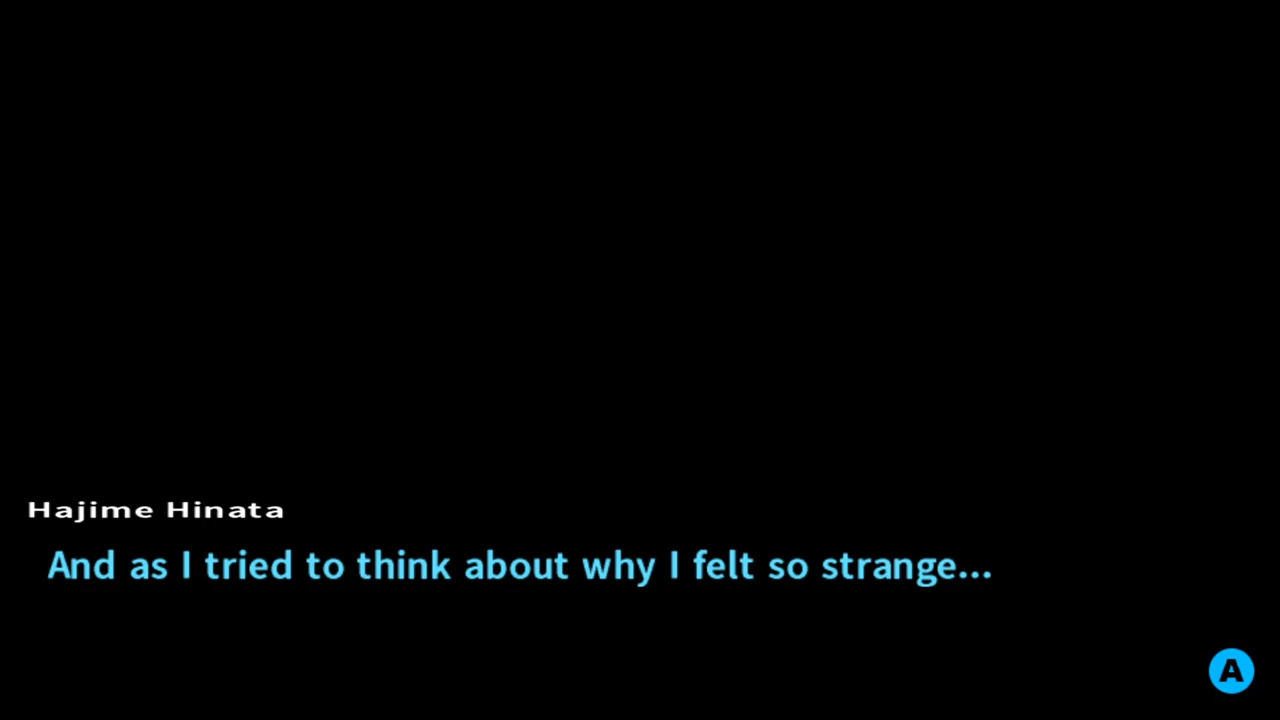 Hajime Hinata
And as I tried to think about why I felt so strange...
A